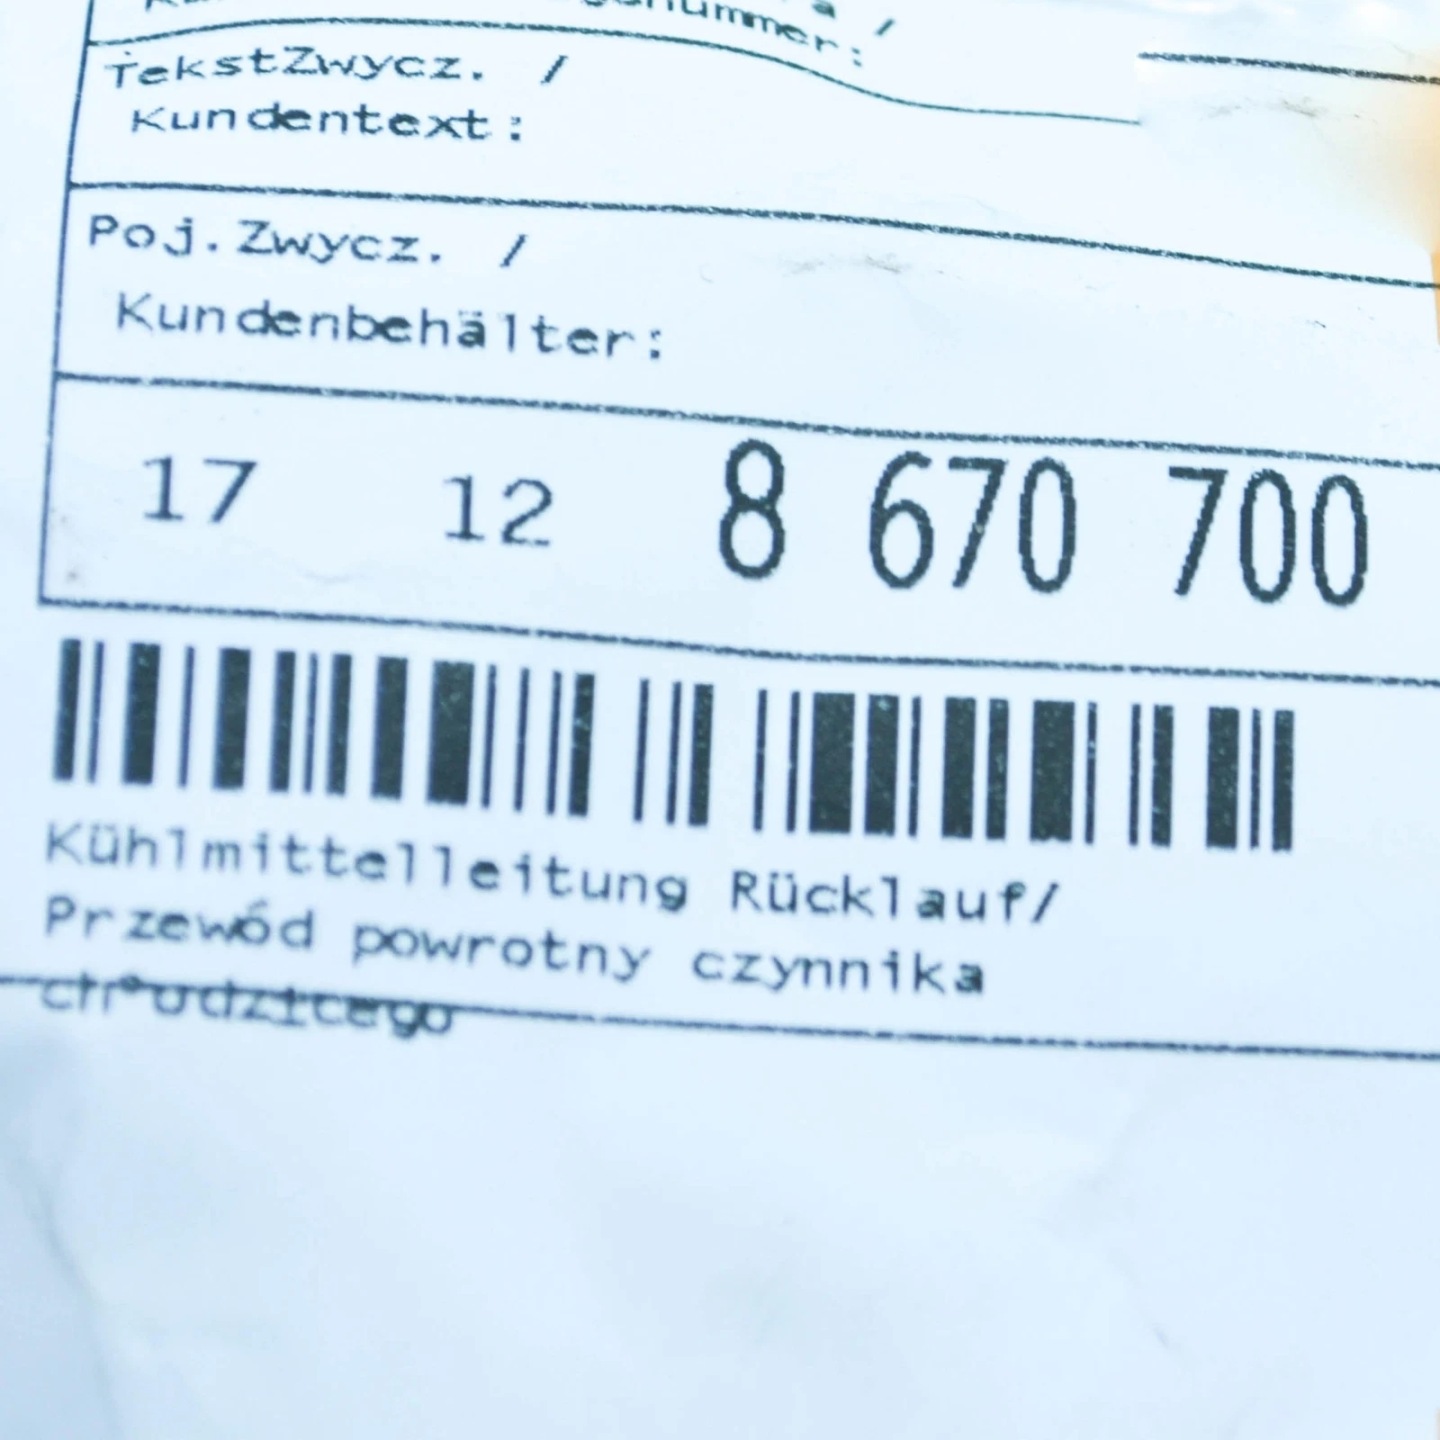 TekstZwycz. /
Kundentext:
Poj.Zwycz. /
Kundenbehälter:
17 12 8 670 700
Kühlmittelleitung Rücklauf/
Przewód powrotny czynnika